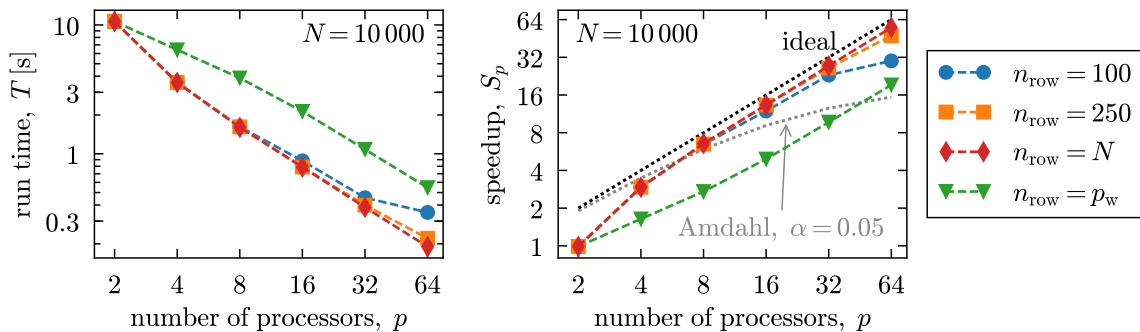 N = 10 000
10
3
1
0.3
run time, T [s]
2 4 8 16 32 64
number of processors, p
N = 10 000
ideal
64
32
16
8
4
2
1
speedup, S_p
Amdahl, α = 0.05
2 4 8 16 32 64
number of processors, p
n_row = 100
n_row = 250
n_row = N
n_row = p_w